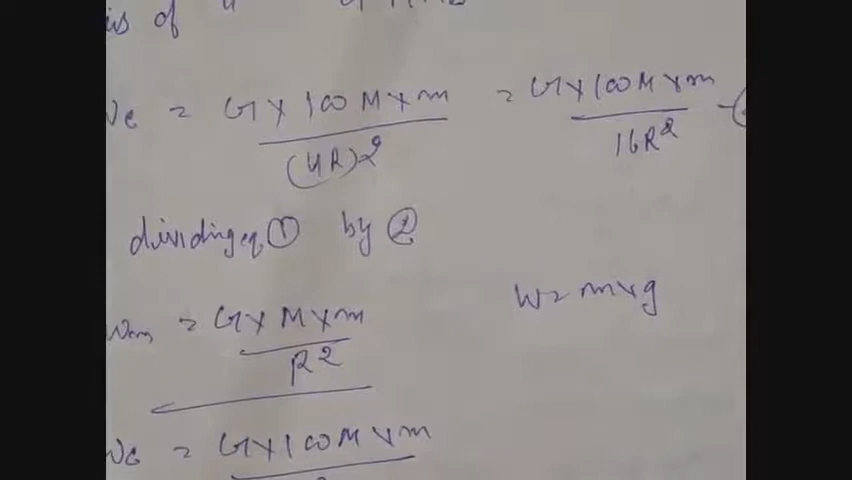 is of
We = G × 100 M × m / (4R)2 = G × 100 M × m / 16R2
dividing eq ① by ②
W = m × g
Wm = G × M × m / R2
We = G × 100 M × m